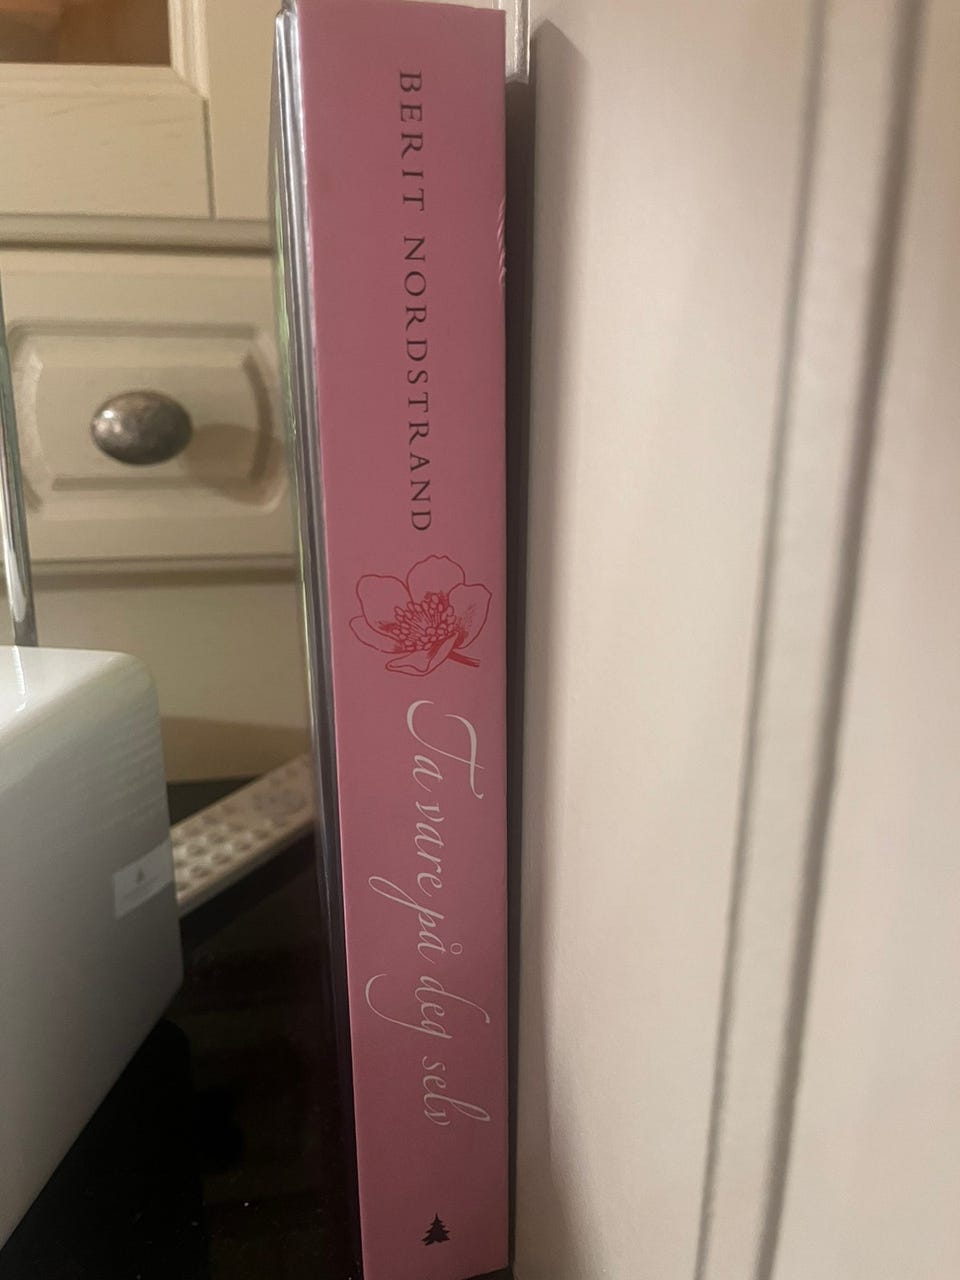 BERIT NORDSTRAND
Ta vare på deg selv